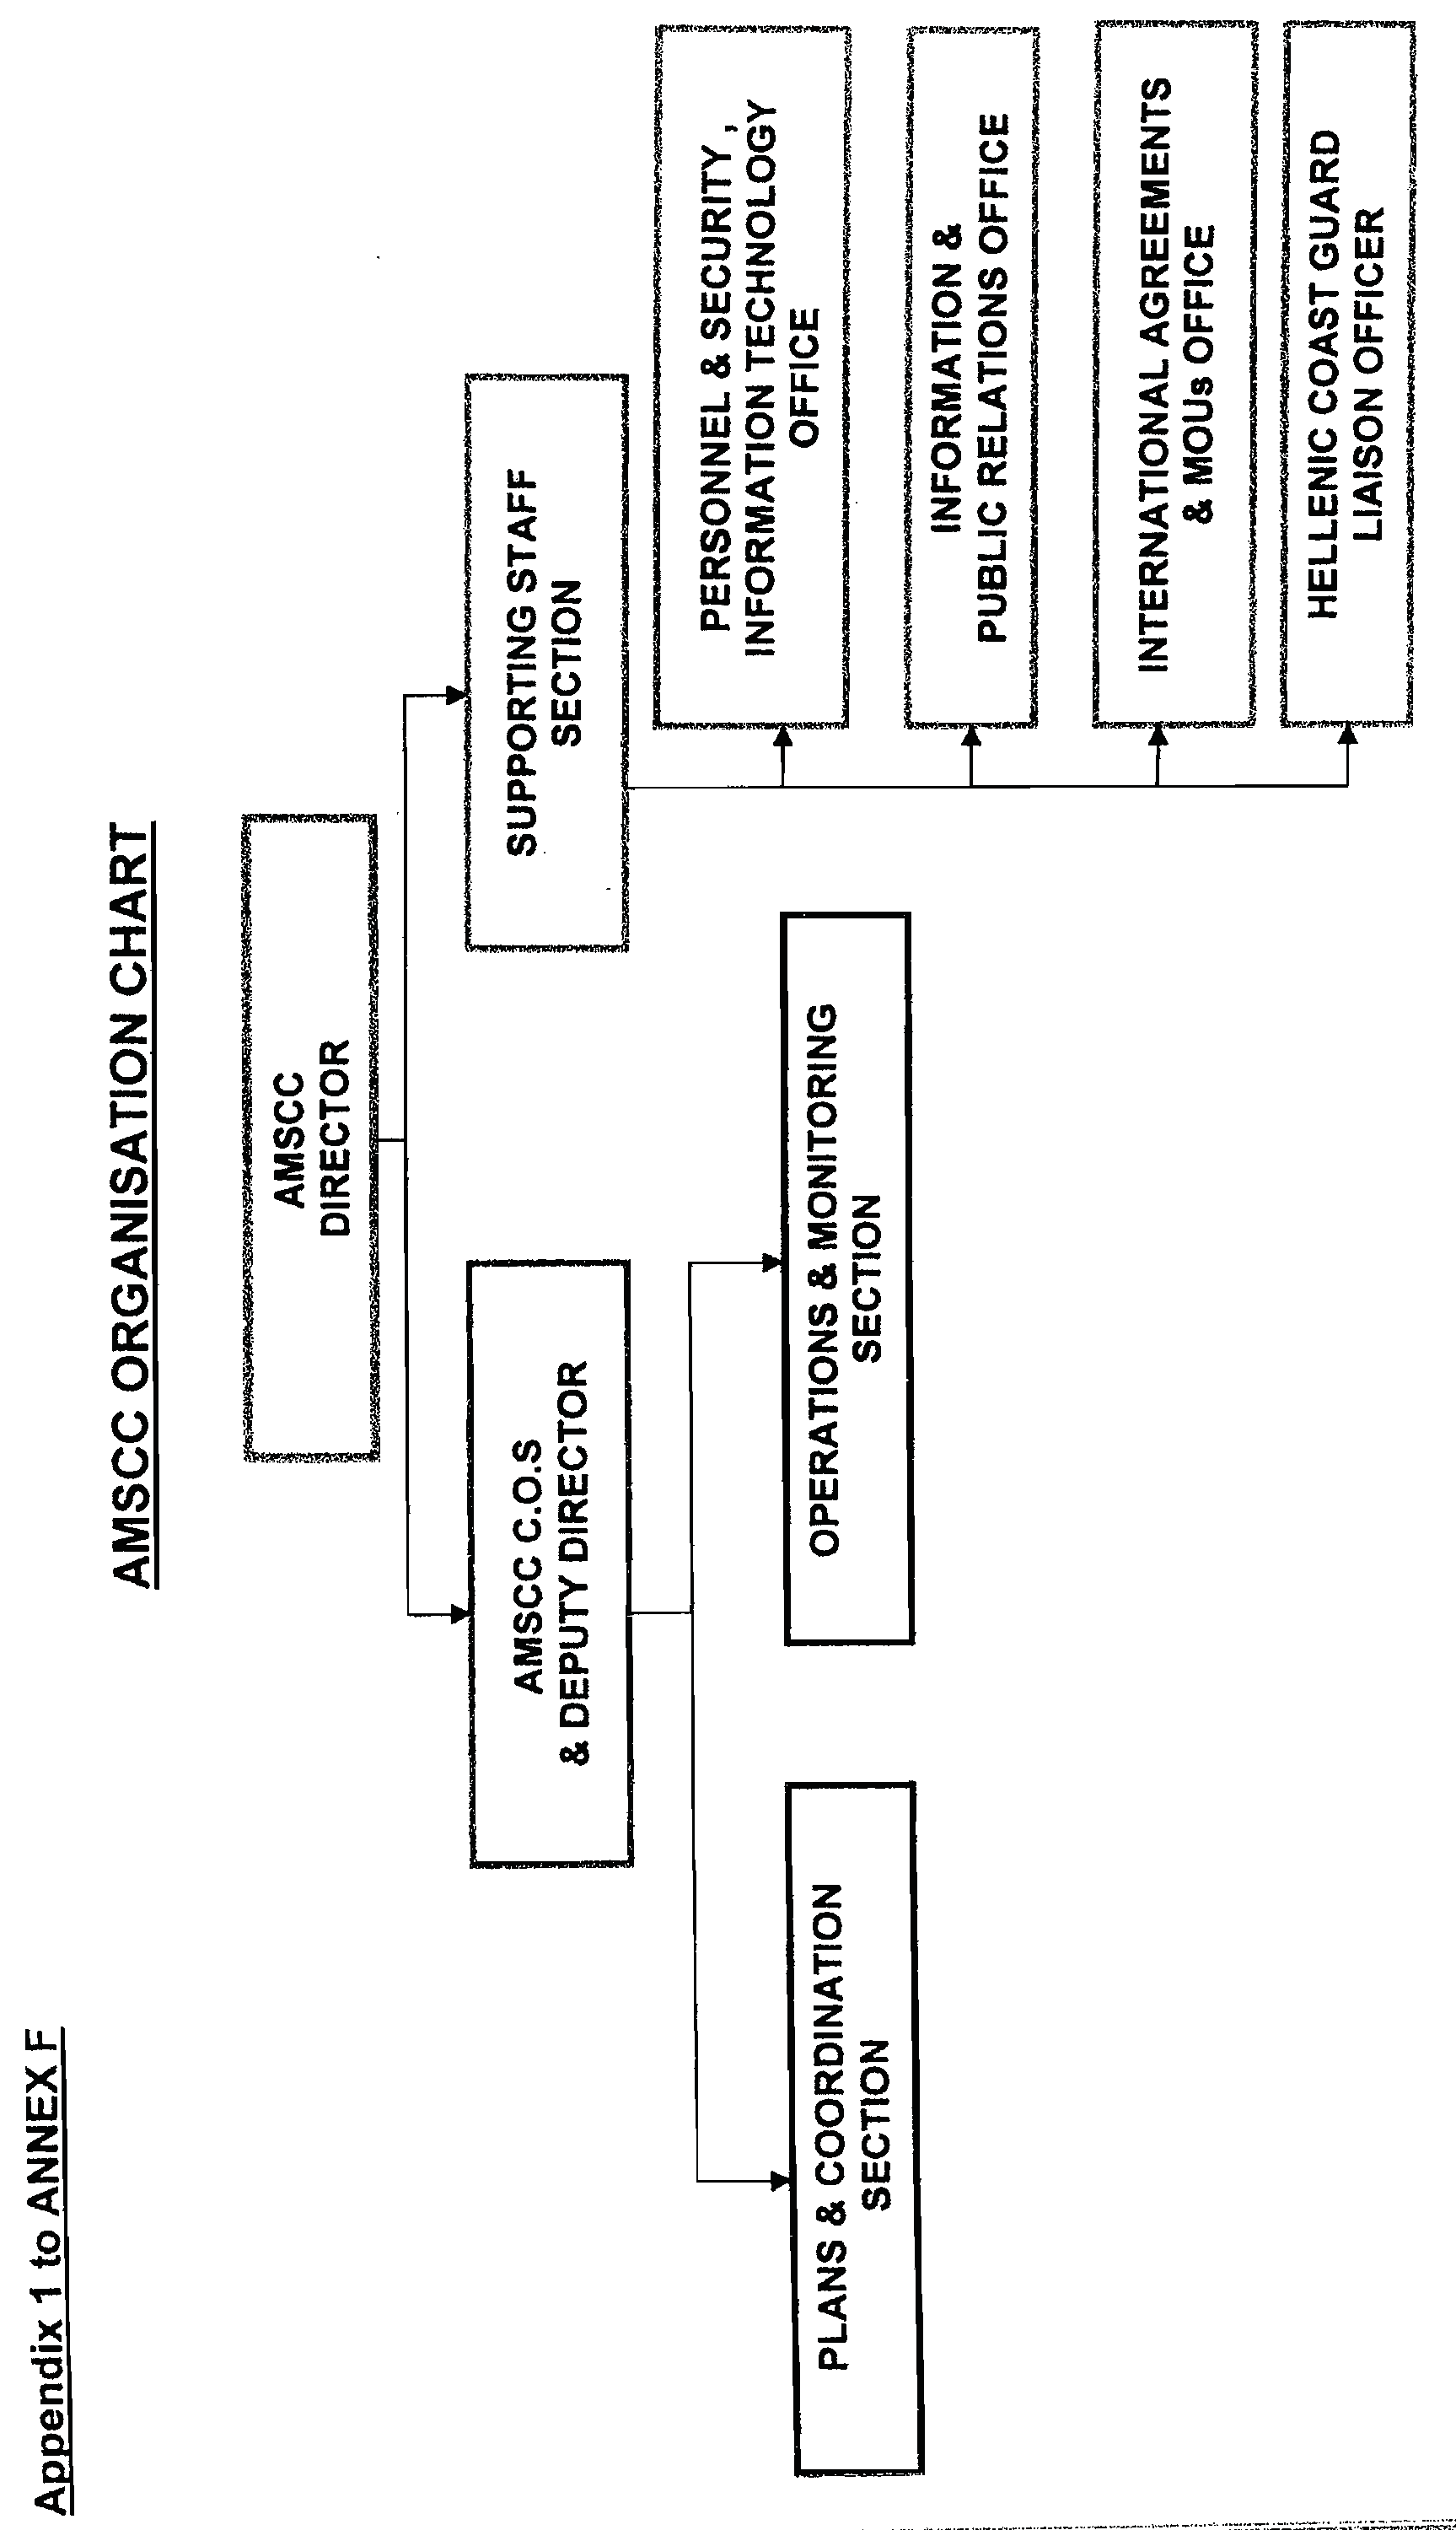 Appendix 1 to ANNEX F
AMSCC ORGANISATION CHART
AMSCC
DIRECTOR
AMSCC C.O.S
& DEPUTY DIRECTOR
SUPPORTING STAFF
SECTION
PLANS & COORDINATION
SECTION
OPERATIONS & MONITORING
SECTION
PERSONNEL & SECURITY ,
INFORMATION TECHNOLOGY
OFFICE
INFORMATION &
PUBLIC RELATIONS OFFICE
INTERNATIONAL AGREEMENTS
& MOUs OFFICE
HELLENIC COAST GUARD
LIAISON OFFICER